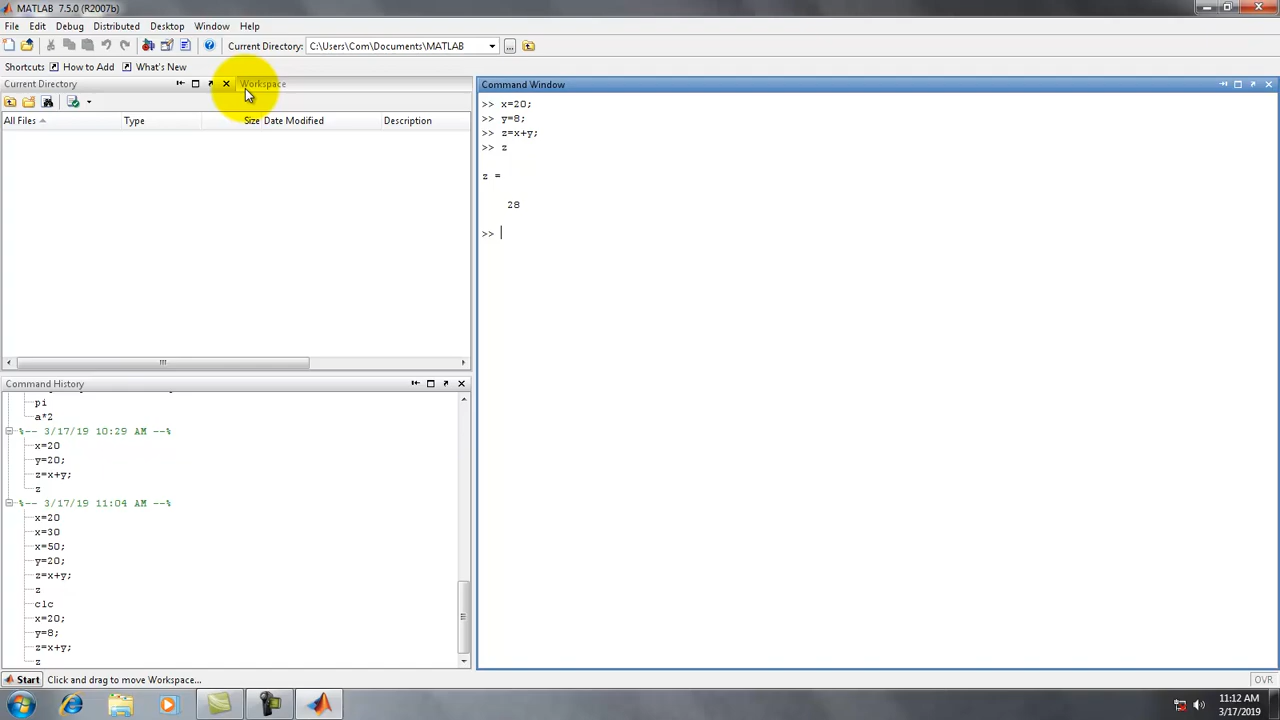 MATLAB 7.5.0 (R2007b)
File Edit Debug Distributed Desktop Window Help
Current Directory: C:\Users\Com\Documents\MATLAB
Shortcuts How to Add What's New
Current Directory
Workspace
All Files Type Size Date Modified Description
Command History
pi
a*2
%-- 3/17/19 10:29 AM --%
x=20
y=20;
z=x+y;
z
%-- 3/17/19 11:04 AM --%
x=20
x=30
x=50;
y=20;
z=x+y;
z
clc
x=20;
y=8;
z=x+y;
z
Command Window
>> x=20;
>> y=8;
>> z=x+y;
>> z
z =
28
>>
Start Click and drag to move Workspace...
OVR
11:12 AM
3/17/2019